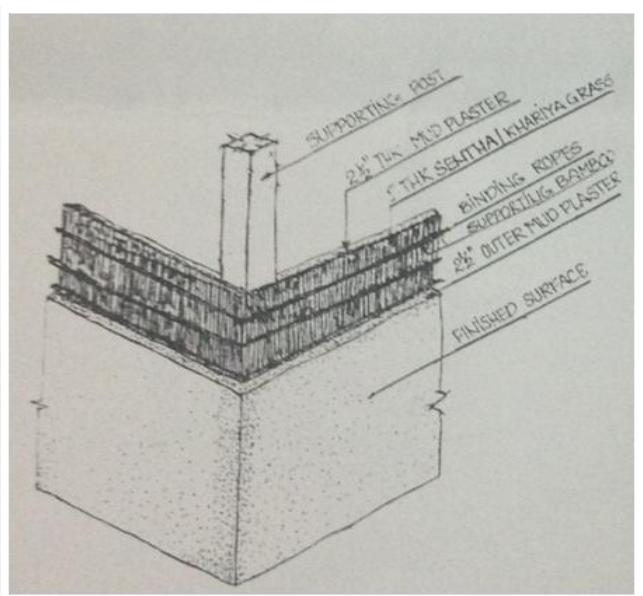 SUPPORTING POST
2½" THK MUD PLASTER
1" THK SENTHA/KHARIYA GRASS
BINDING ROPES
SUPPORTILIG BAMBOO
2½" OUTER MUD PLASTER
FINISHED SURFACE